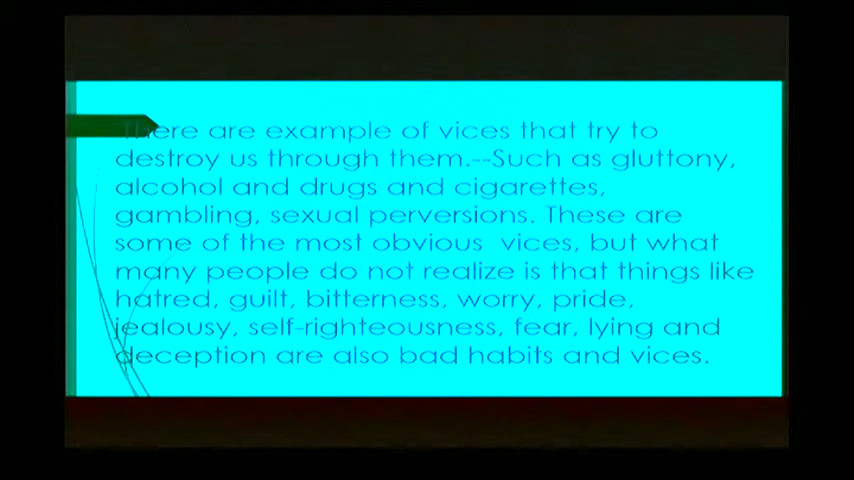 There are example of vices that try to
destroy us through them.--Such as gluttony,
alcohol and drugs and cigarettes,
gambling, sexual perversions. These are
some of the most obvious  vices, but what
many people do not realize is that things like
hatred, guilt, bitterness, worry, pride,
jealousy, self-righteousness, fear, lying and
deception are also bad habits and vices.